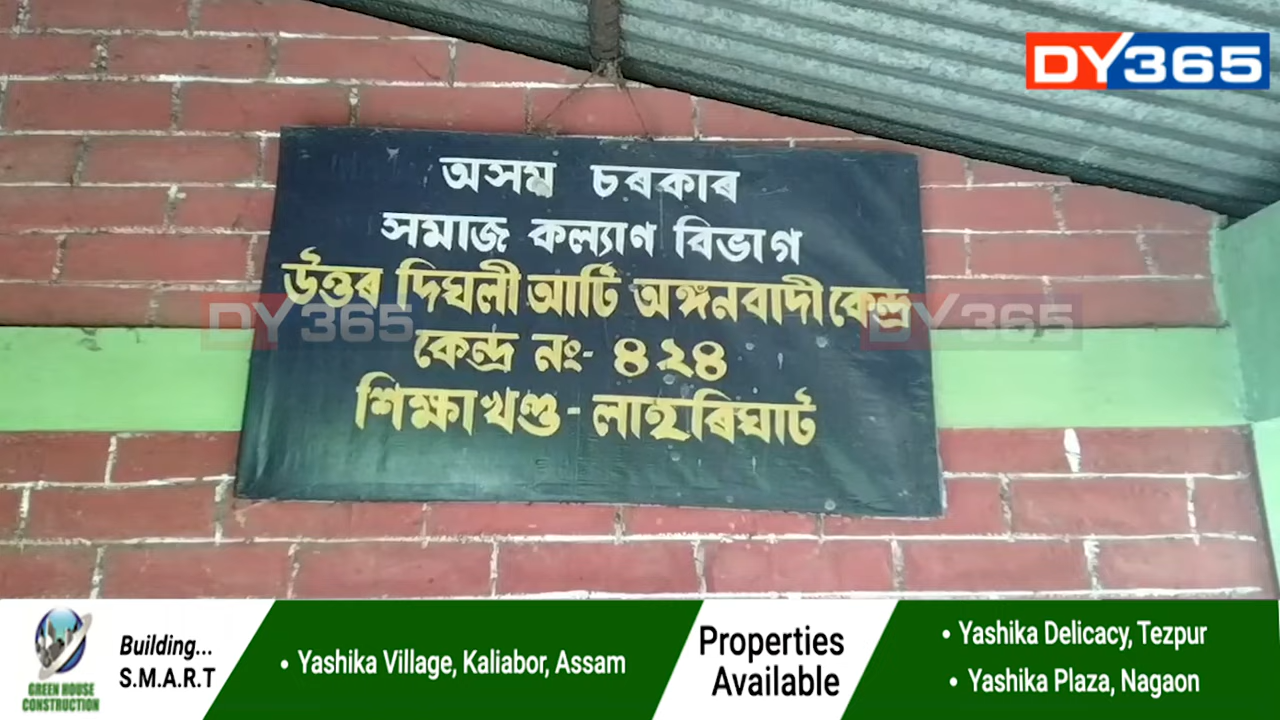 DY365
অসম চৰকাৰ
সমাজ কল্যাণ বিভাগ
উত্তৰ দিঘলী আটি অঙ্গনবাদী কেন্দ্ৰ
DY365 DY365
কেন্দ্ৰ নং- ৪২৪
শিক্ষাখণ্ড - লাহৰিঘাট
GREEN HOUSE
CONSTRUCTION
Building...
S.M.A.R.T
• Yashika Village, Kaliabor, Assam
Properties
Available
• Yashika Delicacy, Tezpur
• Yashika Plaza, Nagaon